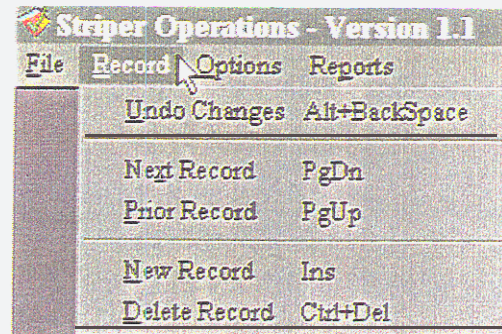 Striper Operations - Version 1.1
File Record Options Reports
Undo Changes Alt+BackSpace
Next Record PgDn
Prior Record PgUp
New Record Ins
Delete Record Ctrl+Del